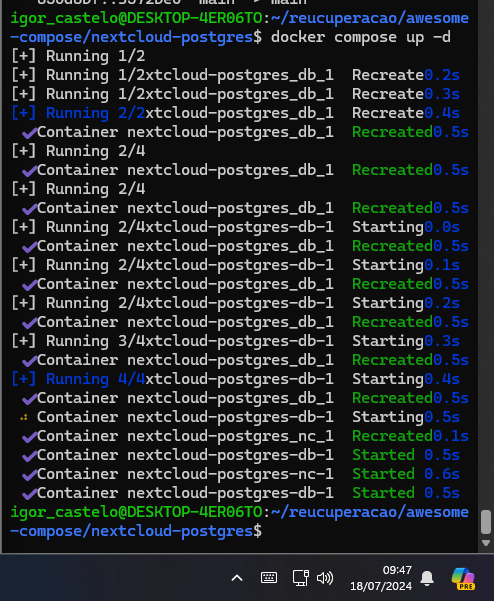 igor_castelo@DESKTOP-4ER06TO:~/reucuperacao/awesome
-compose/nextcloud-postgres$ docker compose up -d
[+] Running 1/2
[+] Running 1/2xtcloud-postgres_db_1  Recreate0.2s
[+] Running 1/2xtcloud-postgres_db_1  Recreate0.3s
[+] Running 2/2xtcloud-postgres_db_1  Recreate0.4s
✔Container nextcloud-postgres_db_1  Recreated0.5s
[+] Running 2/4
✔Container nextcloud-postgres_db_1  Recreated0.5s
[+] Running 2/4
✔Container nextcloud-postgres_db_1  Recreated0.5s
[+] Running 2/4xtcloud-postgres-db-1  Starting0.0s
✔Container nextcloud-postgres_db_1  Recreated0.5s
[+] Running 2/4xtcloud-postgres-db-1  Starting0.1s
✔Container nextcloud-postgres_db_1  Recreated0.5s
[+] Running 2/4xtcloud-postgres-db-1  Starting0.2s
✔Container nextcloud-postgres_db_1  Recreated0.5s
[+] Running 3/4xtcloud-postgres-db-1  Starting0.3s
✔Container nextcloud-postgres_db_1  Recreated0.5s
[+] Running 4/4xtcloud-postgres-db-1  Starting0.4s
✔Container nextcloud-postgres_db_1  Recreated0.5s
Container nextcloud-postgres-db-1  Starting0.5s
✔Container nextcloud-postgres_nc_1  Recreated0.1s
✔Container nextcloud-postgres-db-1  Started 0.5s
✔Container nextcloud-postgres-nc-1  Started 0.6s
✔Container nextcloud-postgres-db-1  Started 0.5s
igor_castelo@DESKTOP-4ER06TO:~/reucuperacao/awesome
-compose/nextcloud-postgres$
09:47
18/07/2024
PRE